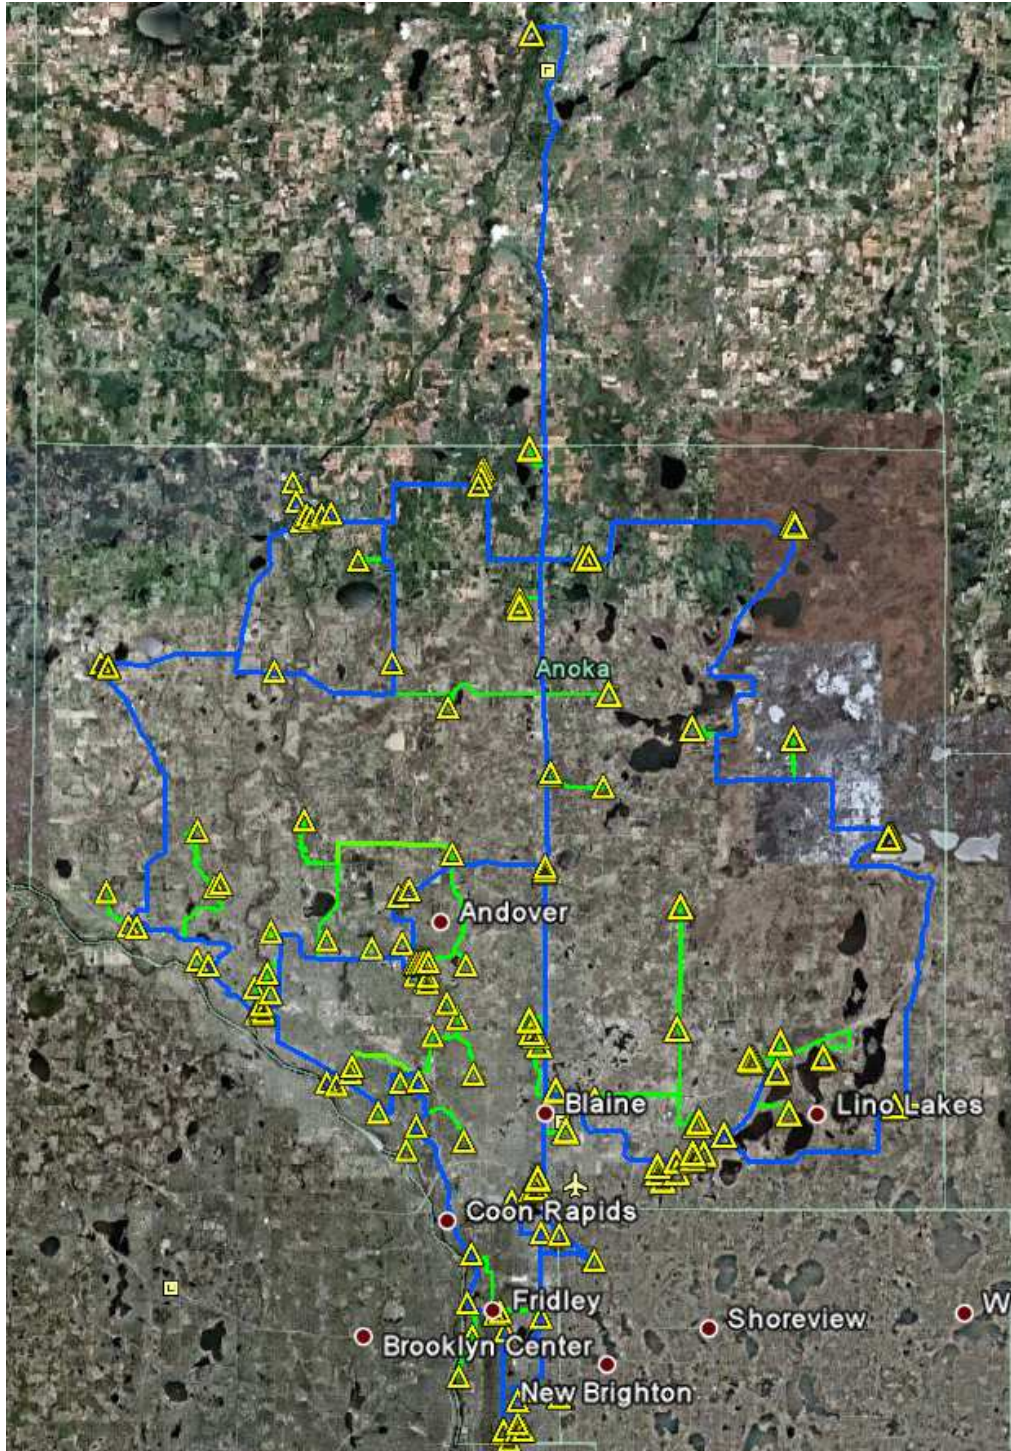 Anoka
Andover
Blaine
Lino Lakes
Coon Rapids
Fridley
Shoreview
W
Brooklyn Center
New Brighton